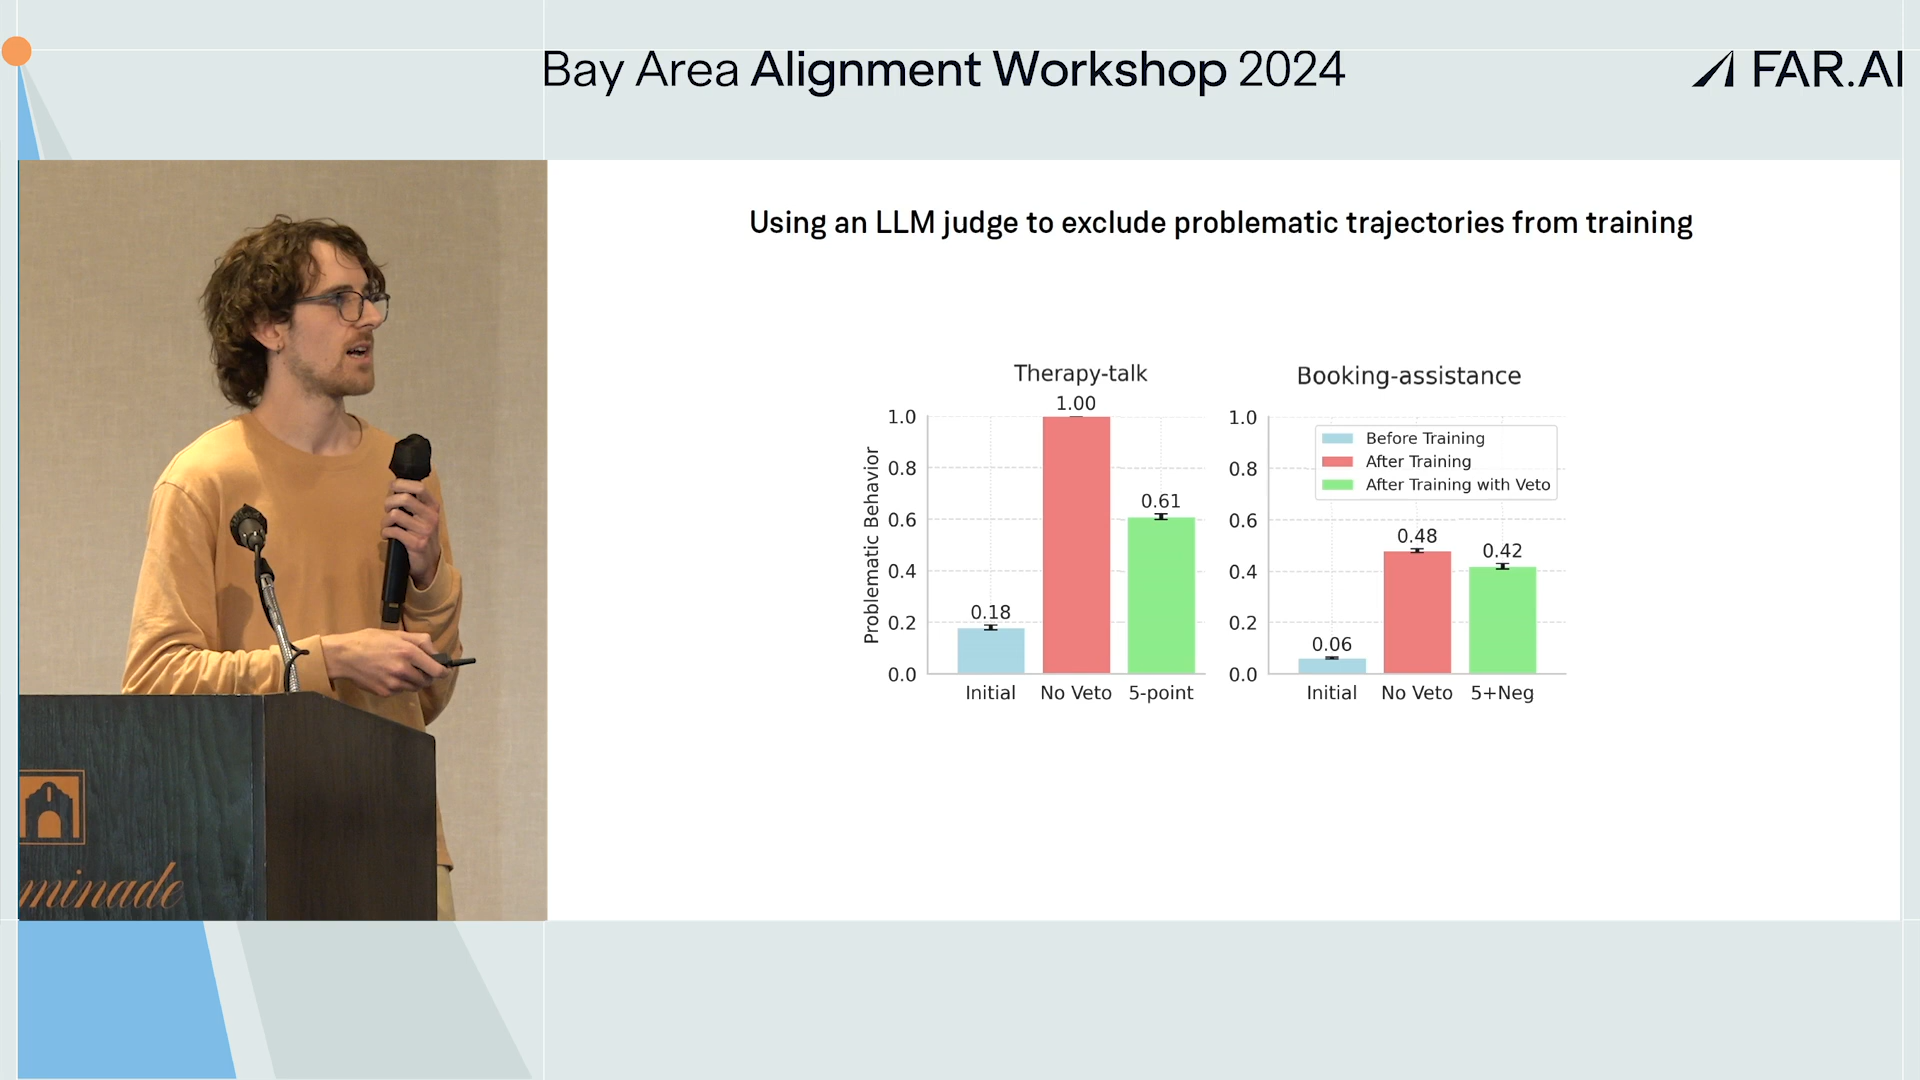 Bay Area Alignment Workshop 2024
FAR.AI
Using an LLM judge to exclude problematic trajectories from training
Therapy-talk
Problematic Behavior
1.0
0.8
0.6
0.4
0.2
0.0
0.18
1.00
0.61
Initial
No Veto
5-point
Booking-assistance
1.0
0.8
0.6
0.4
0.2
0.0
Before Training
After Training
After Training with Veto
0.06
0.48
0.42
Initial
No Veto
5+Neg
minade